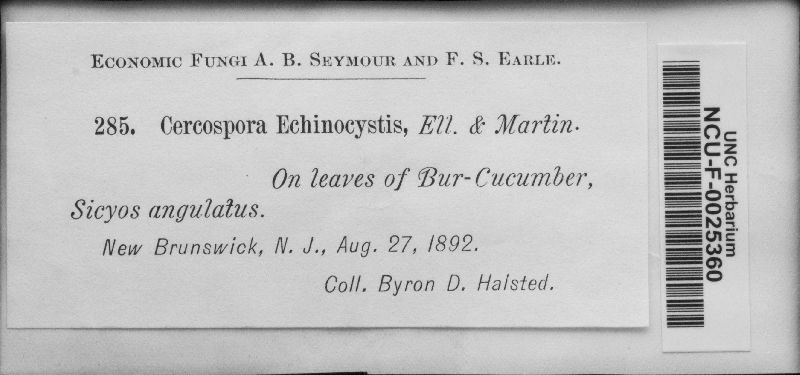 Economic Fungi A. B. Seymour and F. S. Earle.
285. Cercospora Echinocystis, Ell. & Martin.
On leaves of Bur-Cucumber,
Sicyos angulatus.
New Brunswick, N. J., Aug. 27, 1892.
Coll. Byron D. Halsted.
UNC Herbarium
NCU-F-0025360